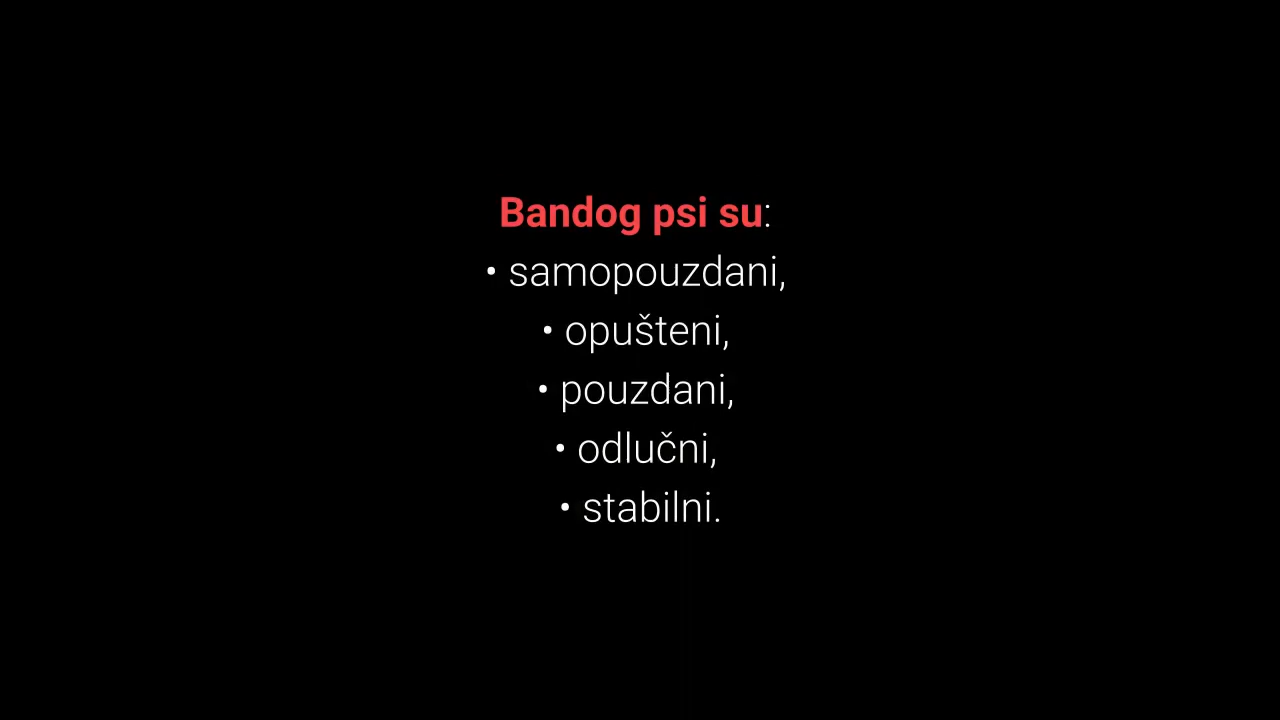 Bandog psi su:
• samopouzdani,
• opušteni,
• pouzdani,
• odlučni,
• stabilni.